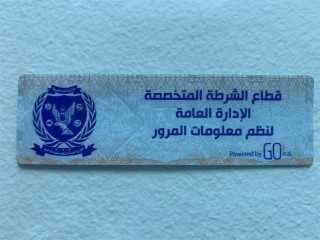 قطاع الشرطة المتخصصة
الإدارة العامة
لنظم معلومات المرور
Powered by GO